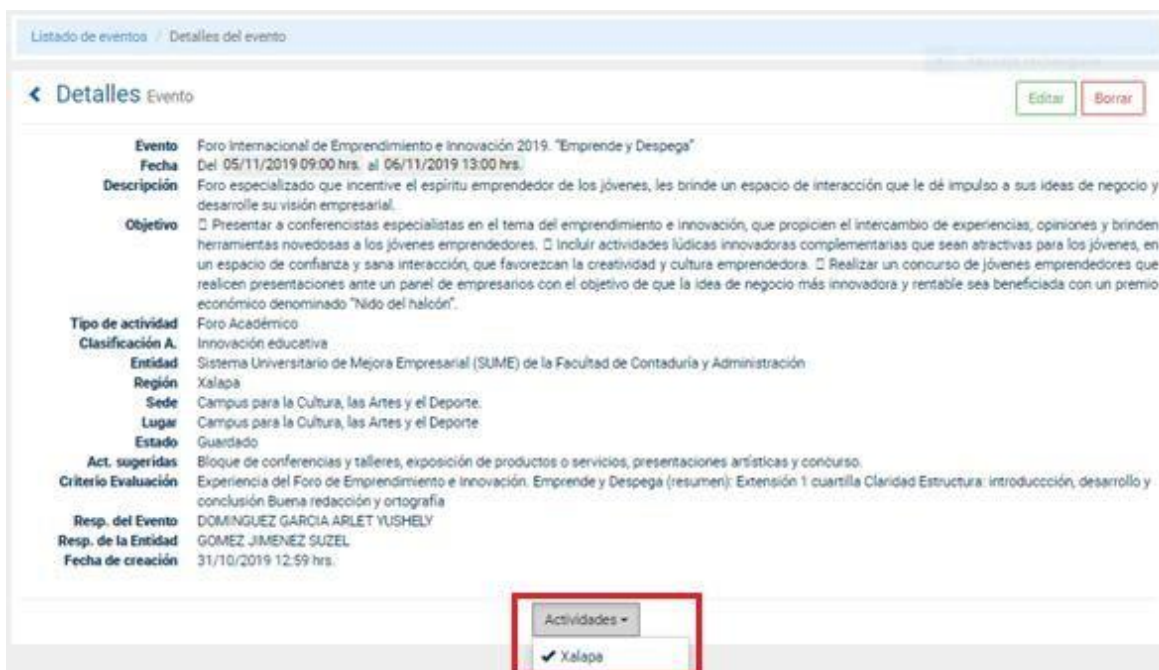 Listado de eventos / Detalles del evento
Detalles Evento
Editar Borrar
Evento Foro Internacional de Emprendimiento e Innovación 2019. "Emprende y Despega"
Fecha Del 05/11/2019 09:00 hrs. al 06/11/2019 13:00 hrs.
Descripción Foro especializado que incentive el espíritu emprendedor de los jóvenes, les brinde un espacio de interacción que le dé impulso a sus ideas de negocio y
desarrolle su visión empresarial.
Objetivo Presentar a conferencistas especialistas en el tema del emprendimiento e innovación, que propicien el intercambio de experiencias, opiniones y brinden
herramientas novedosas a los jóvenes emprendedores. Incluir actividades lúdicas innovadoras complementarias que sean atractivas para los jóvenes, en
un espacio de confianza y sana interacción, que favorezcan la creatividad y cultura emprendedora. Realizar un concurso de jóvenes emprendedores que
realicen presentaciones ante un panel de empresarios con el objetivo de que la idea de negocio más innovadora y rentable sea beneficiada con un premio
económico denominado "Nido del halcón".
Tipo de actividad Foro Académico
Clasificación A. Innovación educativa
Entidad Sistema Universitario de Mejora Empresarial (SUME) de la Facultad de Contaduría y Administración
Región Xalapa
Sede Campus para la Cultura, las Artes y el Deporte.
Lugar Campus para la Cultura, las Artes y el Deporte
Estado Guardado
Act. sugeridas Bloque de conferencias y talleres, exposición de productos o servicios, presentaciones artísticas y concurso.
Criterio Evaluación Experiencia del Foro de Emprendimiento e Innovación. Emprende y Despega (resumen): Extensión 1 cuartilla Claridad Estructura: introduccción, desarrollo y
conclusión Buena redacción y ortografía
Resp. del Evento DOMINGUEZ GARCIA ARLET YUSHELY
Resp. de la Entidad GOMEZ JIMENEZ SUZEL
Fecha de creación 31/10/2019 12:59 hrs.
Actividades
Xalapa